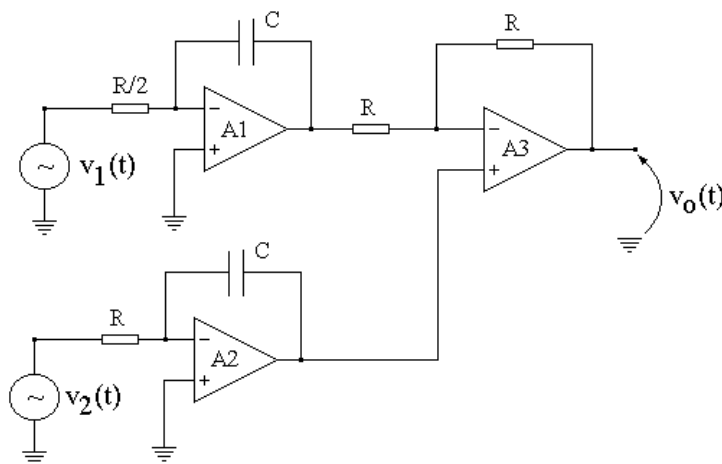 C
R
R/2
R
−
A1
+
−
A3
+
~
v1(t)
vo(t)
C
R
−
A2
+
~
v2(t)